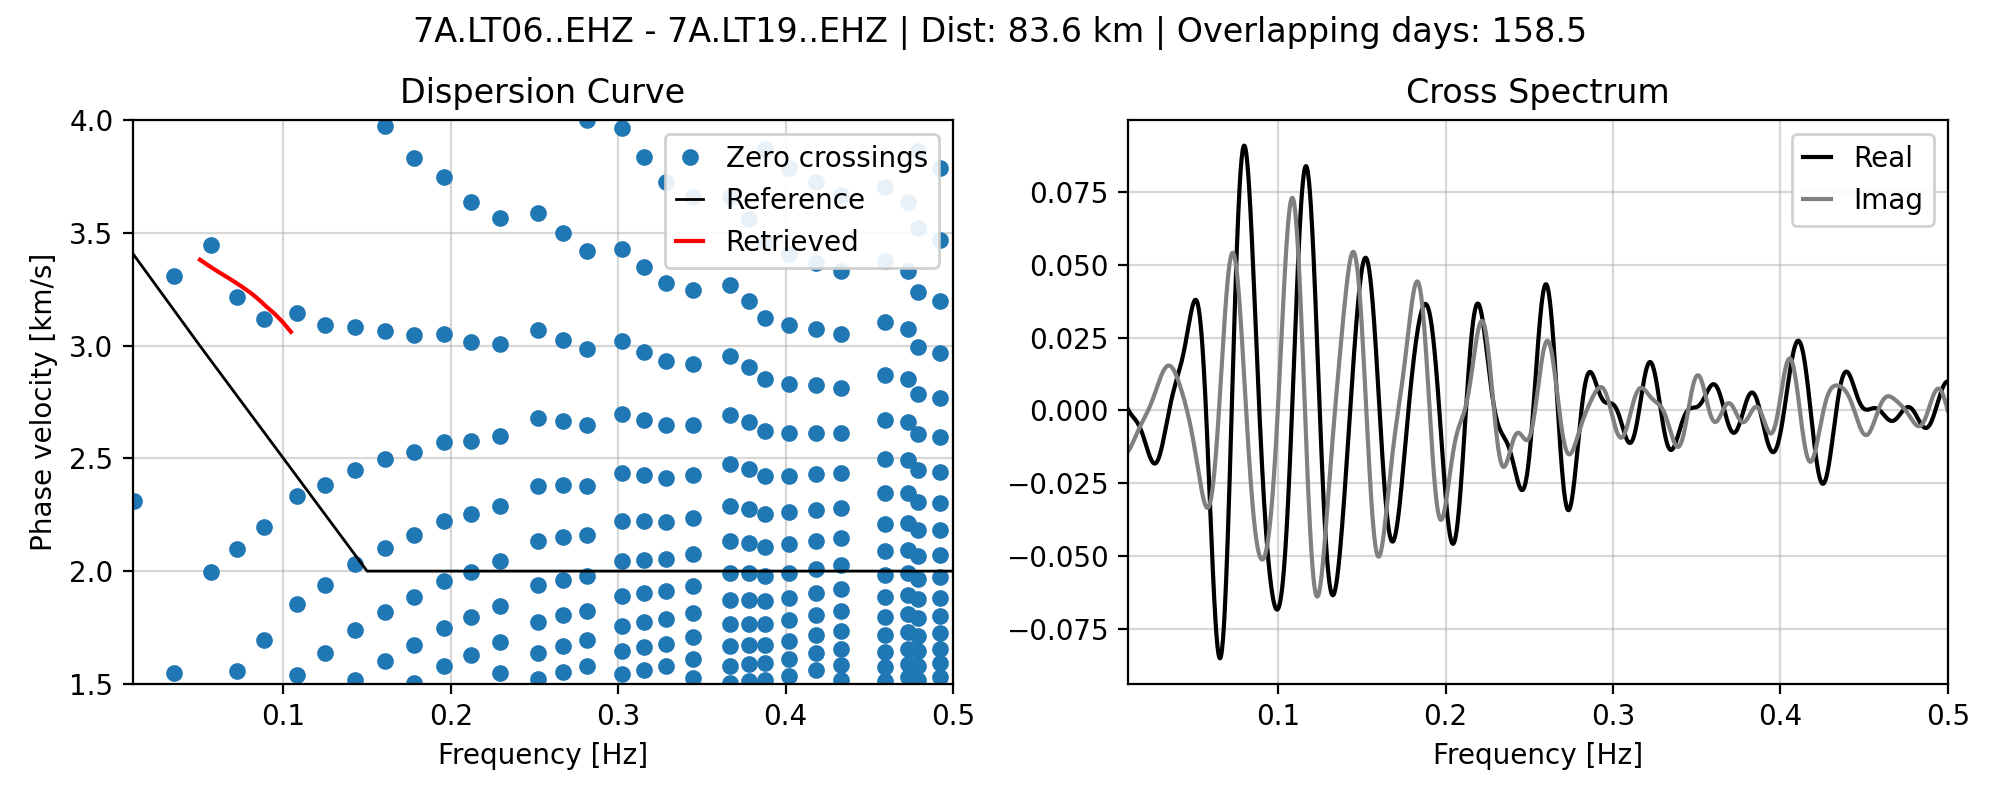 7A.LT06..EHZ - 7A.LT19..EHZ | Dist: 83.6 km | Overlapping days: 158.5
Dispersion Curve
4.0
3.5
3.0
2.5
2.0
1.5
Phase velocity [km/s]
0.1
0.2
0.3
0.4
0.5
Frequency [Hz]
Zero crossings
Reference
Retrieved
Cross Spectrum
0.075
0.050
0.025
0.000
−0.025
−0.050
−0.075
0.1
0.2
0.3
0.4
0.5
Frequency [Hz]
Real
Imag